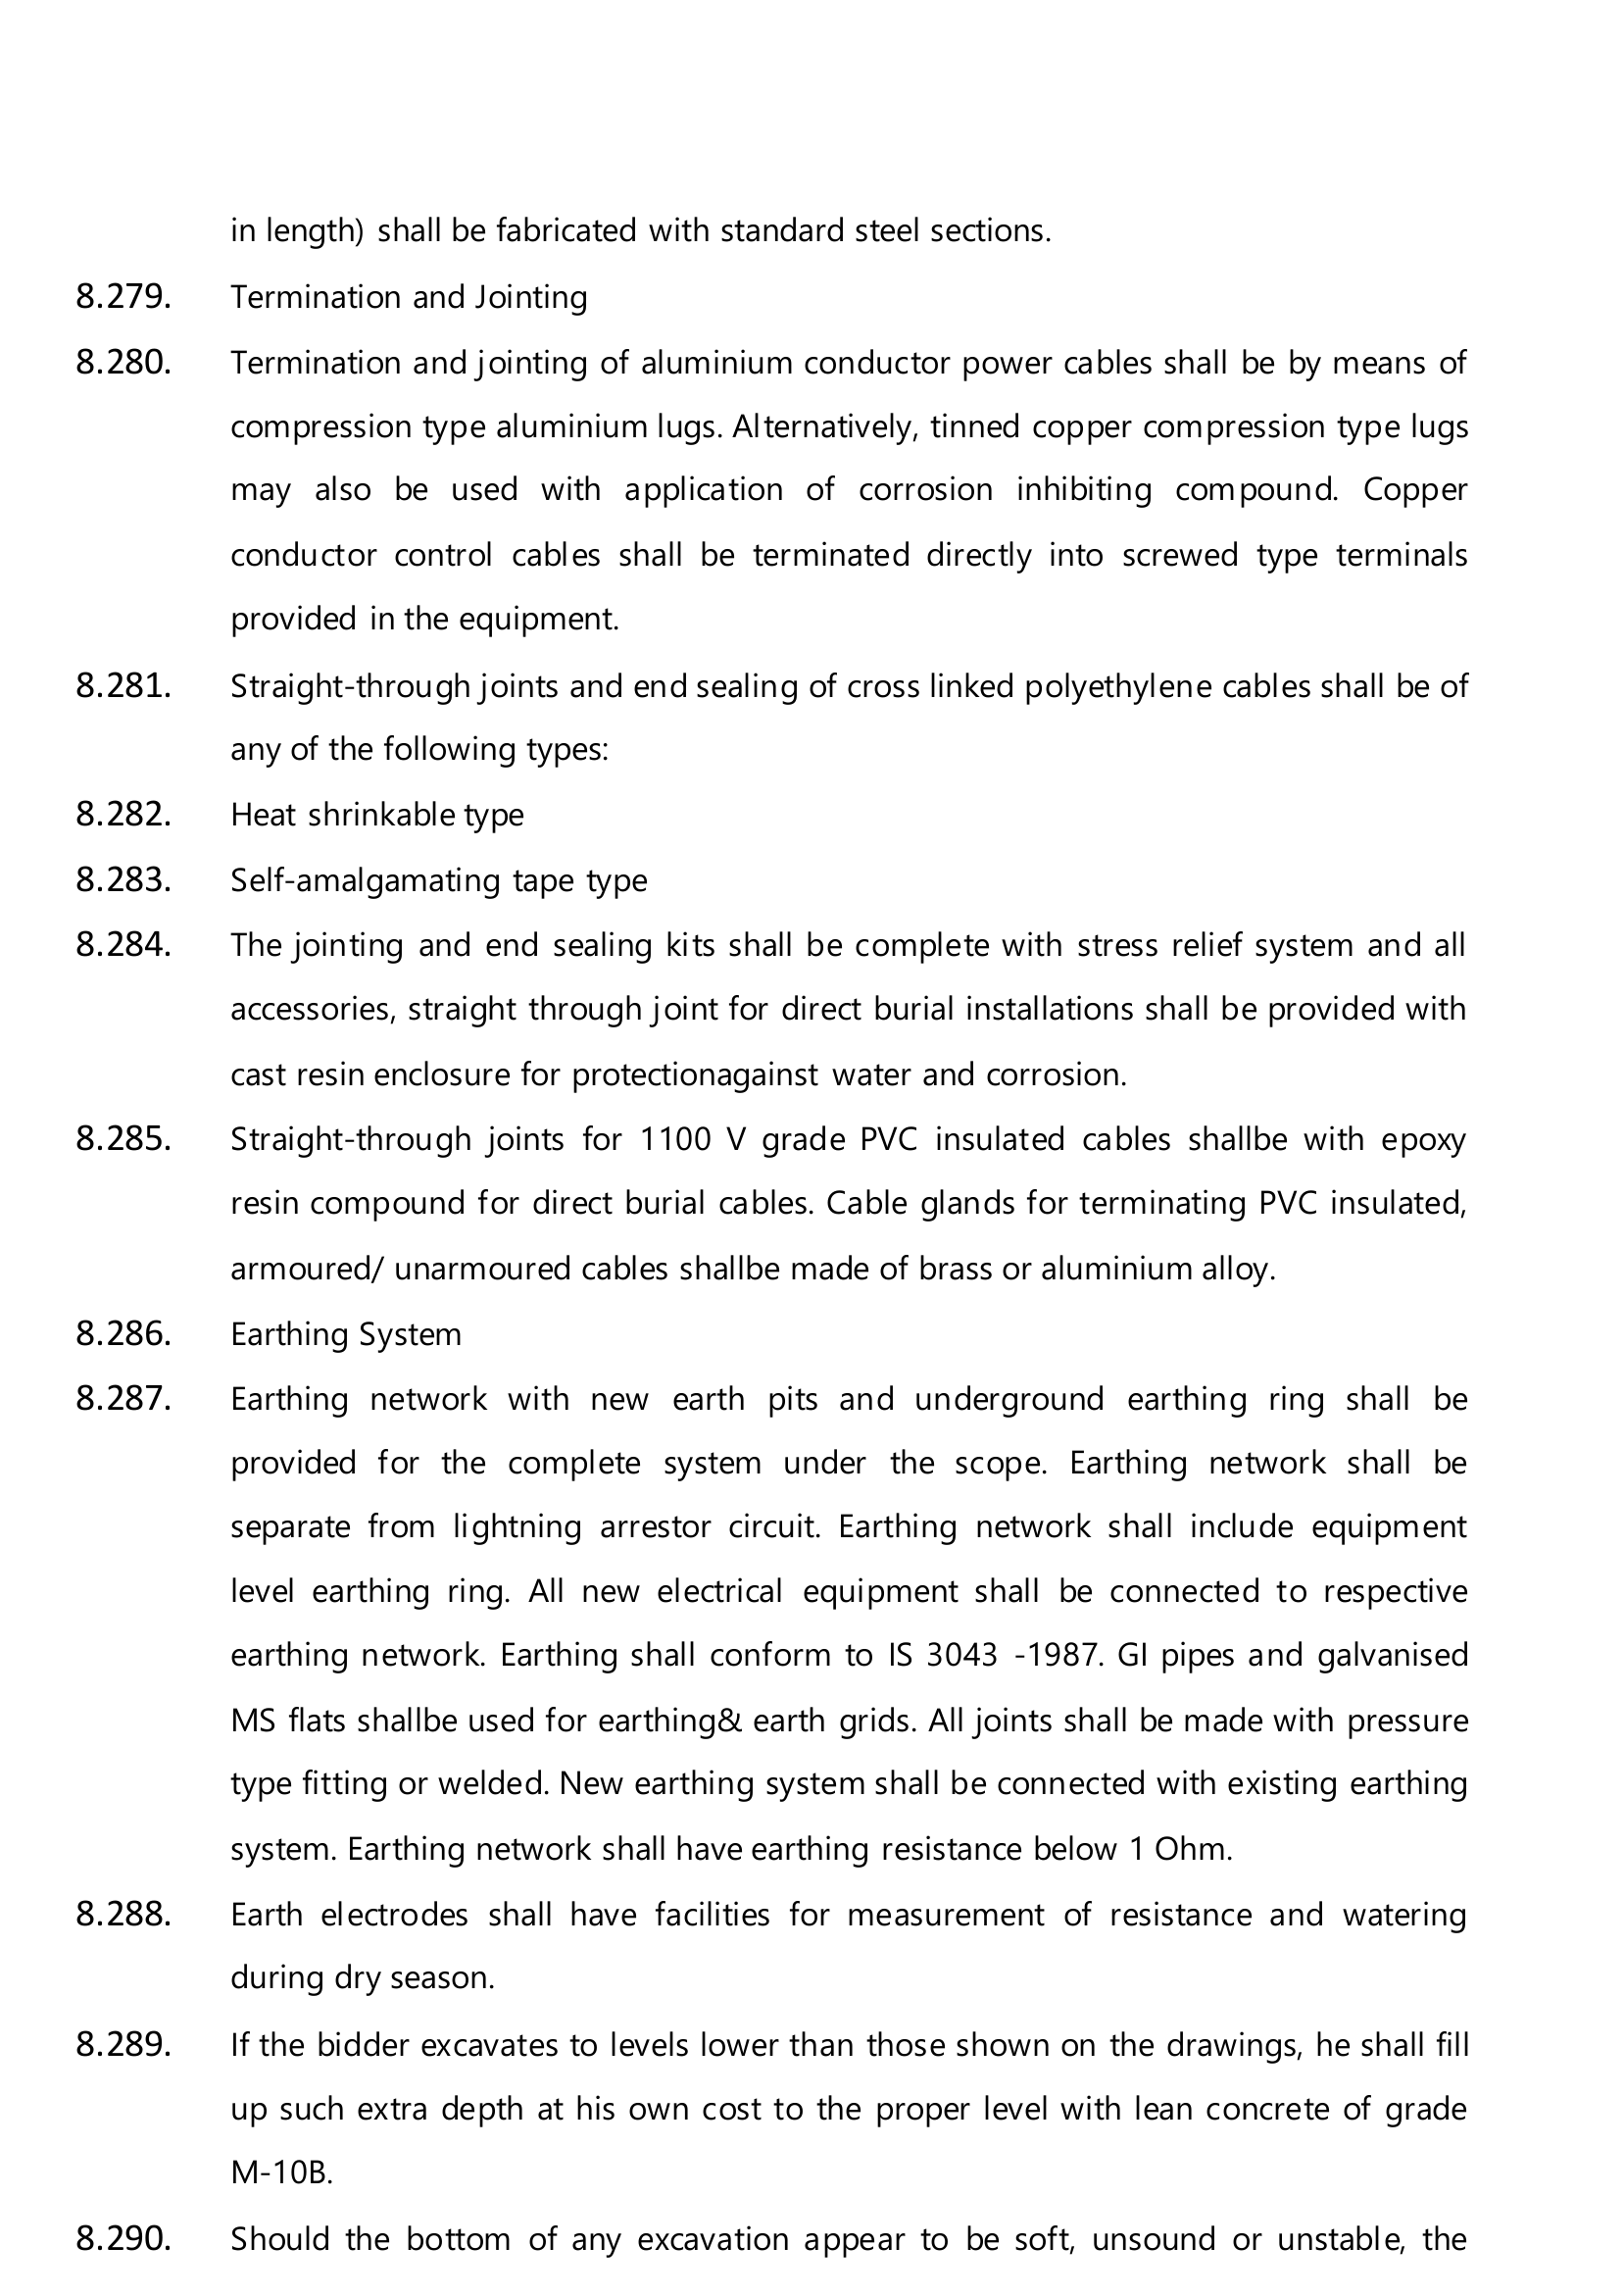 in length) shall be fabricated with standard steel sections.
8.279. Termination and Jointing
8.280. Termination and jointing of aluminium conductor power cables shall be by means of
compression type aluminium lugs. Alternatively, tinned copper compression type lugs
may also be used with application of corrosion inhibiting compound. Copper
conductor control cables shall be terminated directly into screwed type terminals
provided in the equipment.
8.281. Straight-through joints and end sealing of cross linked polyethylene cables shall be of
any of the following types:
8.282. Heat shrinkable type
8.283. Self-amalgamating tape type
8.284. The jointing and end sealing kits shall be complete with stress relief system and all
accessories, straight through joint for direct burial installations shall be provided with
cast resin enclosure for protectionagainst water and corrosion.
8.285. Straight-through joints for 1100 V grade PVC insulated cables shallbe with epoxy
resin compound for direct burial cables. Cable glands for terminating PVC insulated,
armoured/ unarmoured cables shallbe made of brass or aluminium alloy.
8.286. Earthing System
8.287. Earthing network with new earth pits and underground earthing ring shall be
provided for the complete system under the scope. Earthing network shall be
separate from lightning arrestor circuit. Earthing network shall include equipment
level earthing ring. All new electrical equipment shall be connected to respective
earthing network. Earthing shall conform to IS 3043 -1987. GI pipes and galvanised
MS flats shallbe used for earthing& earth grids. All joints shall be made with pressure
type fitting or welded. New earthing system shall be connected with existing earthing
system. Earthing network shall have earthing resistance below 1 Ohm.
8.288. Earth electrodes shall have facilities for measurement of resistance and watering
during dry season.
8.289. If the bidder excavates to levels lower than those shown on the drawings, he shall fill
up such extra depth at his own cost to the proper level with lean concrete of grade
M-10B.
8.290. Should the bottom of any excavation appear to be soft, unsound or unstable, the